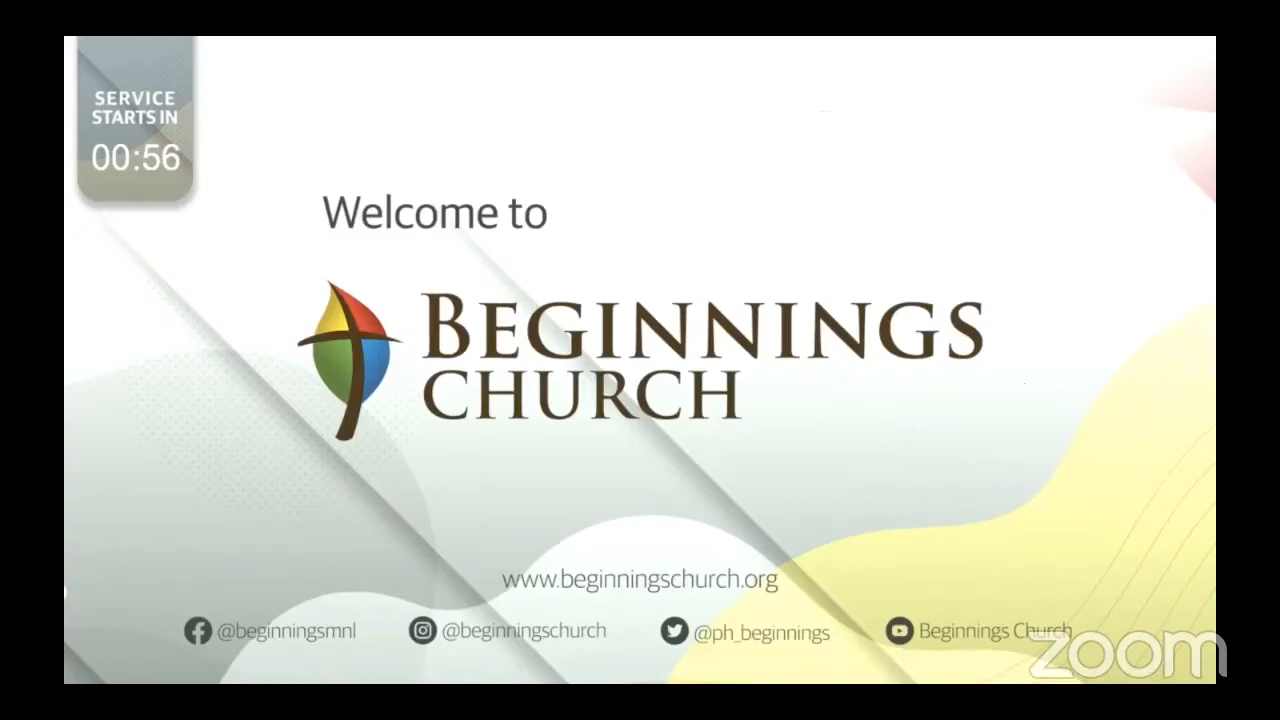 SERVICE
STARTS IN
00:56
Welcome to
BEGINNINGS
CHURCH
www.beginningschurch.org
@beginningsmnl
@beginningschurch
@ph_beginnings
Beginnings Church
zoom